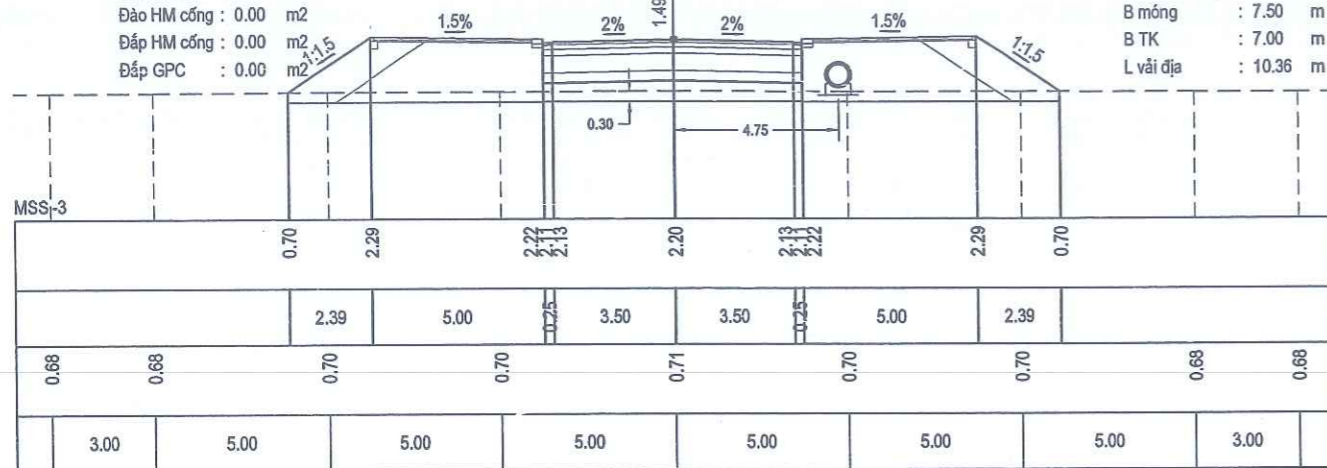 Đào HM cống : 0.00 m2
Đắp HM cống : 0.00 m2
Đắp GPC : 0.00 m2
B móng : 7.50 m
B TK : 7.00 m
L vải địa : 10.36 m
1:1.5 1.5% 2% 1.49 2% 1.5% 1:1.5
0.30 4.75
MSS:-3
0.70 2.29 2.22 2.11 2.13 2.20 2.13 2.11 2.22 2.29 0.70
2.39 5.00 0.25 3.50 3.50 0.25 5.00 2.39
0.68 0.68 0.70 0.70 0.71 0.70 0.70 0.68 0.68
3.00 5.00 5.00 5.00 5.00 5.00 5.00 3.00